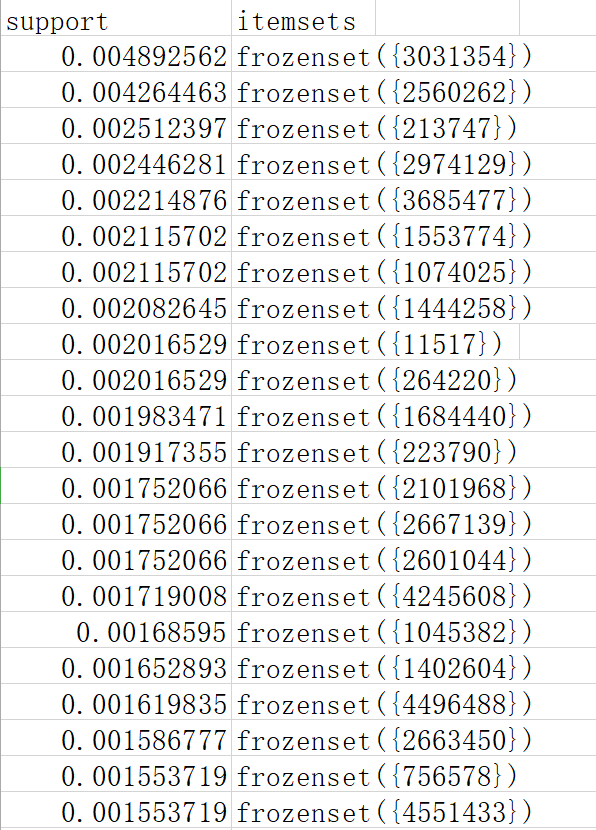 support itemsets
0.004892562 frozenset({3031354})
0.004264463 frozenset({2560262})
0.002512397 frozenset({213747})
0.002446281 frozenset({2974129})
0.002214876 frozenset({3685477})
0.002115702 frozenset({1553774})
0.002115702 frozenset({1074025})
0.002082645 frozenset({1444258})
0.002016529 frozenset({11517})
0.002016529 frozenset({264220})
0.001983471 frozenset({1684440})
0.001917355 frozenset({223790})
0.001752066 frozenset({2101968})
0.001752066 frozenset({2667139})
0.001752066 frozenset({2601044})
0.001719008 frozenset({4245608})
0.00168595 frozenset({1045382})
0.001652893 frozenset({1402604})
0.001619835 frozenset({4496488})
0.001586777 frozenset({2663450})
0.001553719 frozenset({756578})
0.001553719 frozenset({4551433})